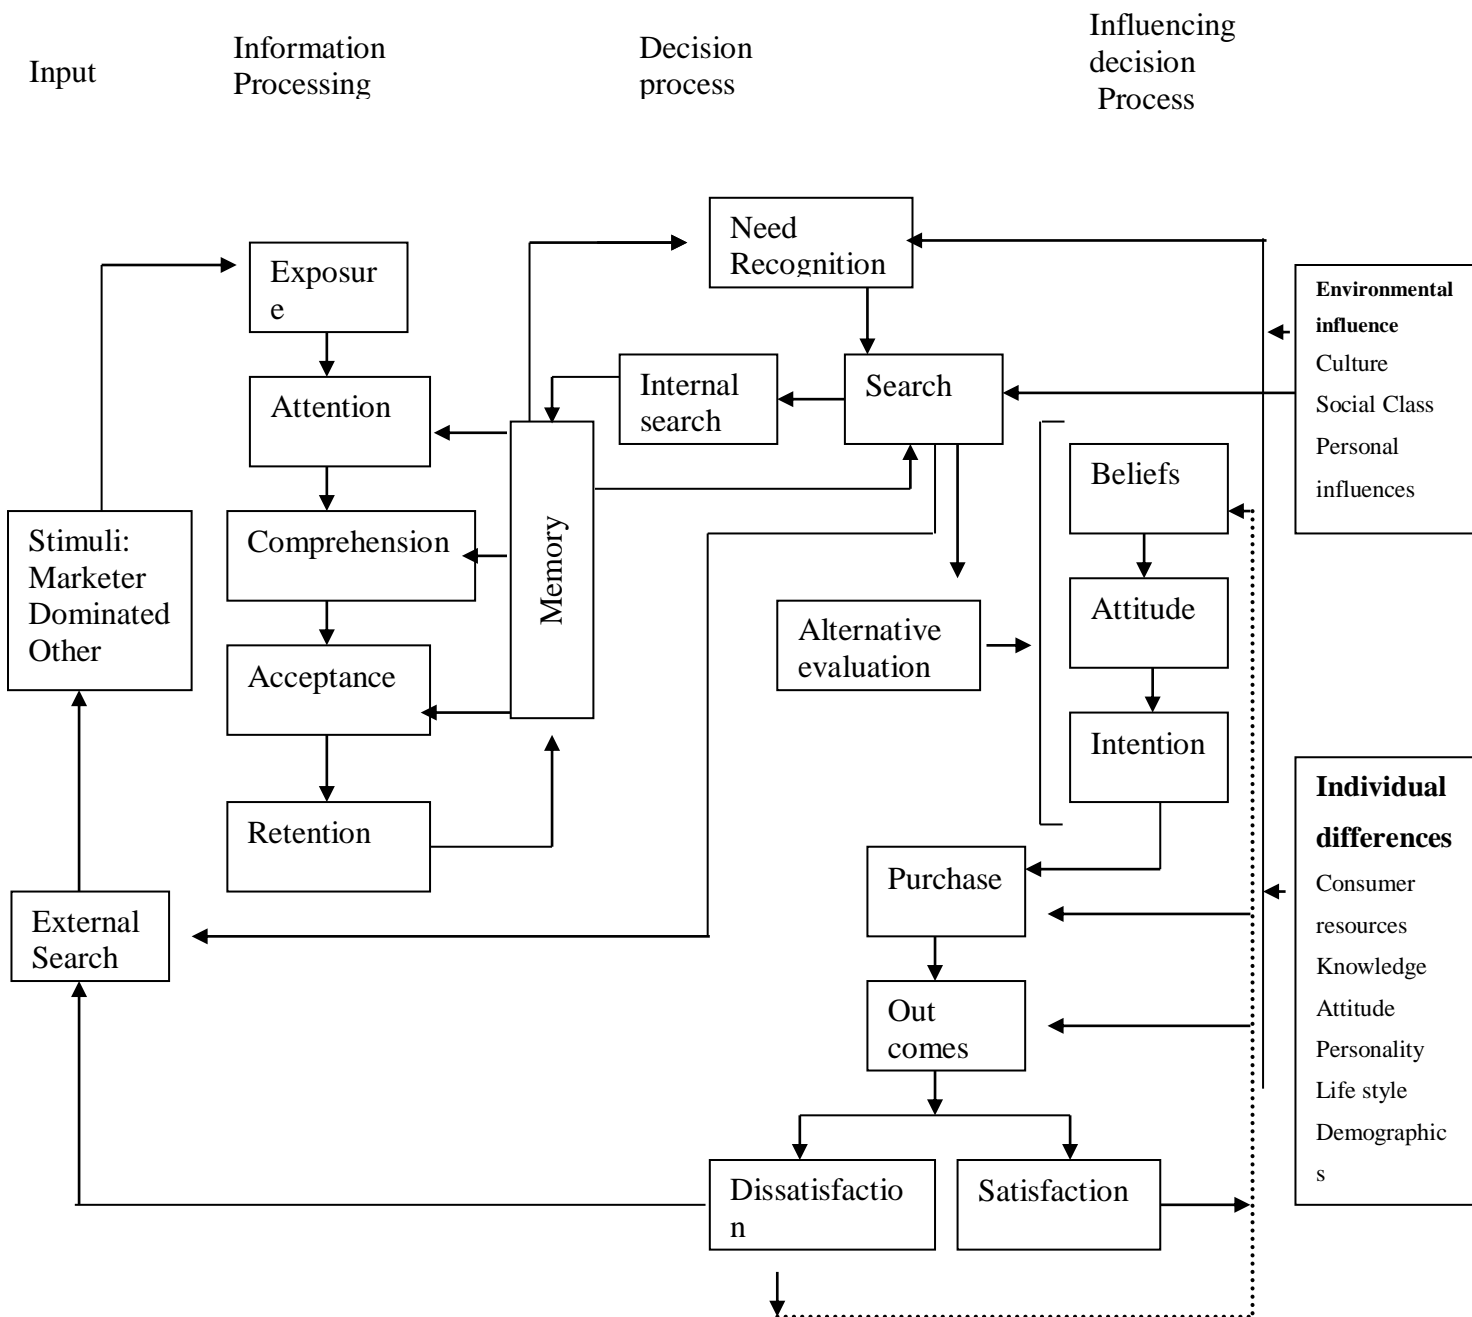 Input
Information
Processing
Decision
process
Influencing
decision
Process
Need
Recognition
Exposur
e
Attention
Comprehension
Acceptance
Retention
Stimuli:
Marketer
Dominated
Other
External
Search
Memory
Internal
search
Search
Alternative
evaluation
Beliefs
Attitude
Intention
Purchase
Out
comes
Dissatisfactio
n
Satisfaction
Environmental
influence
Culture
Social Class
Personal
influences
Individual
differences
Consumer
resources
Knowledge
Attitude
Personality
Life style
Demographic
s